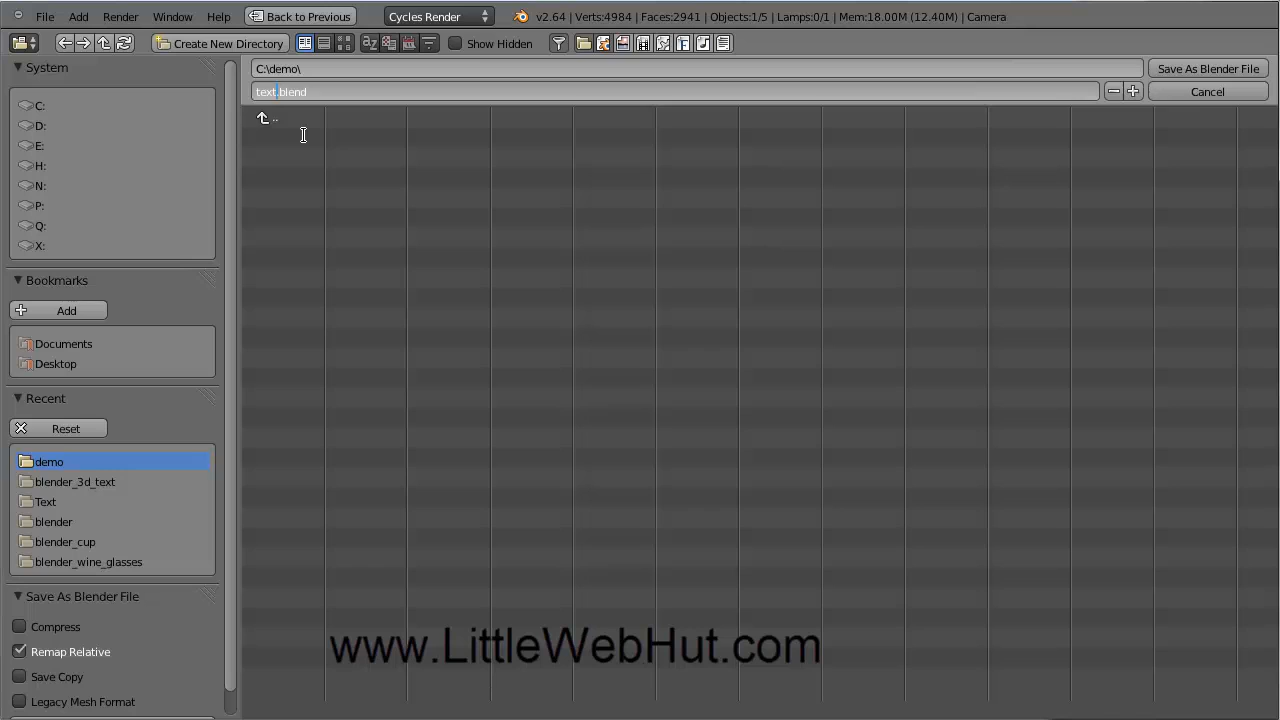 File Add Render Window Help Back to Previous Cycles Render v2.64 | Verts:4984 | Faces:2941 | Objects:1/5 | Lamps:0/1 | Mem:18.00M (12.40M) | Camera
Create New Directory Show Hidden
System
C:\demo\ Save As Blender File
text.blend Cancel
C:
..
D:
E:
H:
N:
P:
Q:
X:
Bookmarks
Add
Documents
Desktop
Recent
Reset
demo
blender_3d_text
Text
blender
blender_cup
blender_wine_glasses
Save As Blender File
Compress
Remap Relative
Save Copy
Legacy Mesh Format
www.LittleWebHut.com